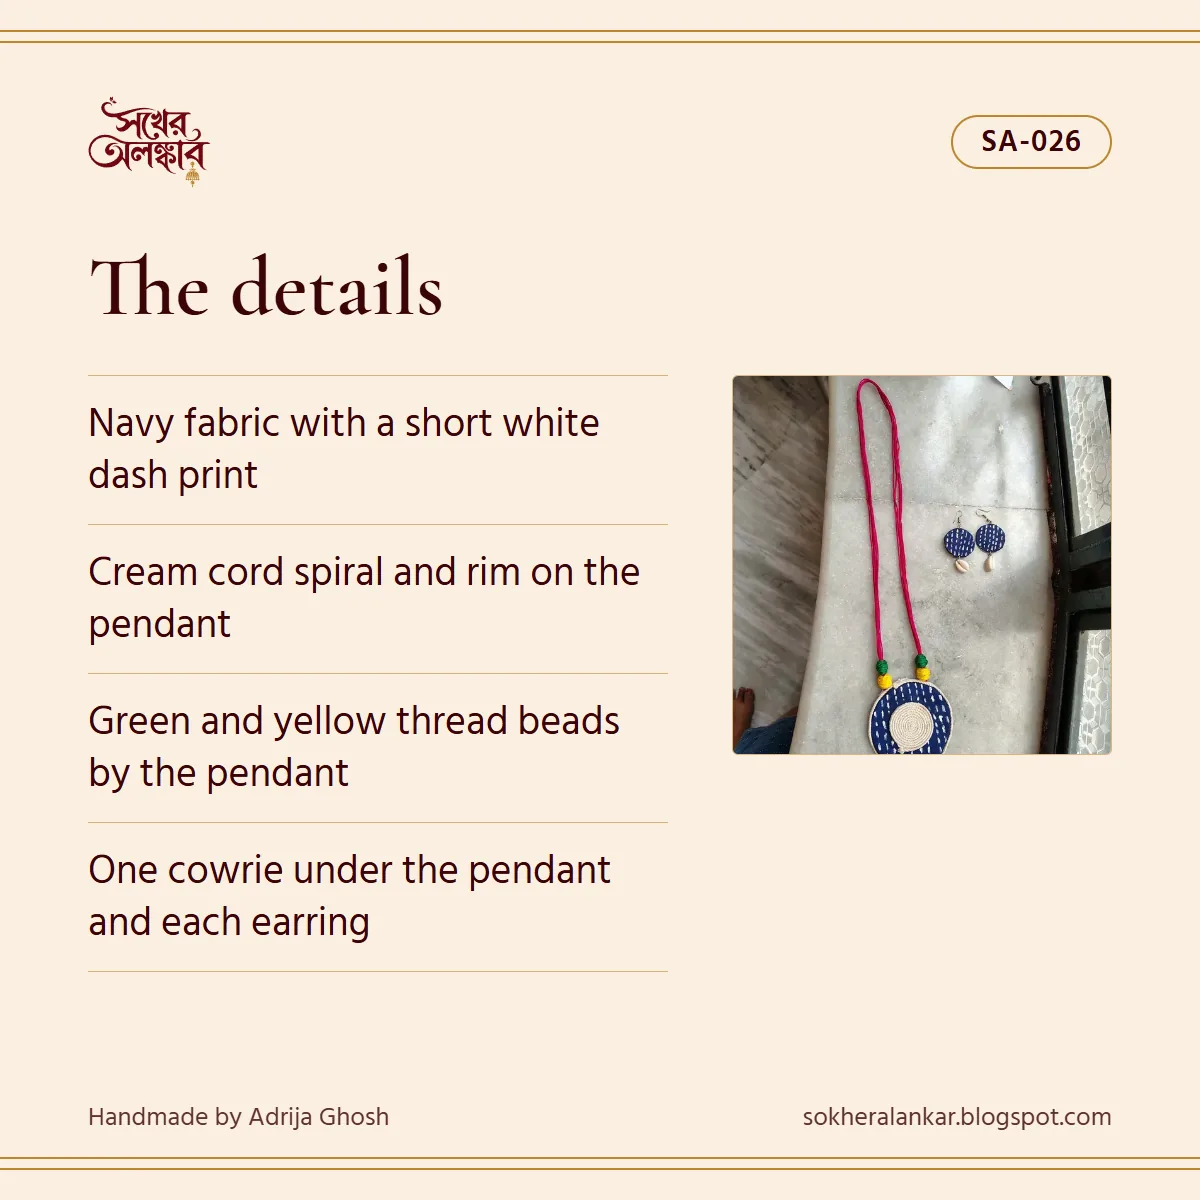 সখের
অলঙ্কার
SA-026
The details
Navy fabric with a short white
dash print
Cream cord spiral and rim on the
pendant
Green and yellow thread beads
by the pendant
One cowrie under the pendant
and each earring
Handmade by Adrija Ghosh
sokheralankar.blogspot.com